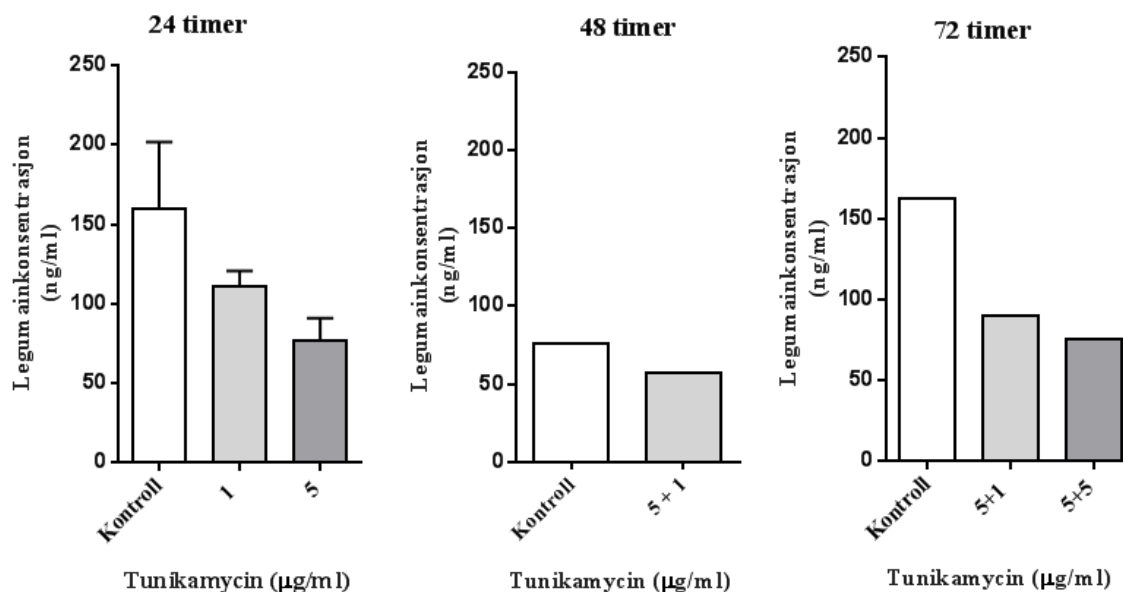 24 timer
250
200
150
100
50
0
Legumainkonsentrasjon
(ng/ml)
Kontroll
1
5
Tunikamycin (µg/ml)
48 timer
250
200
150
100
50
0
Legumainkonsentrasjon
(ng/ml)
Kontroll
5 + 1
Tunikamycin (µg/ml)
72 timer
250
200
150
100
50
0
Legumainkonsentrasjon
(ng/ml)
Kontroll
5+1
5+5
Tunikamycin (µg/ml)